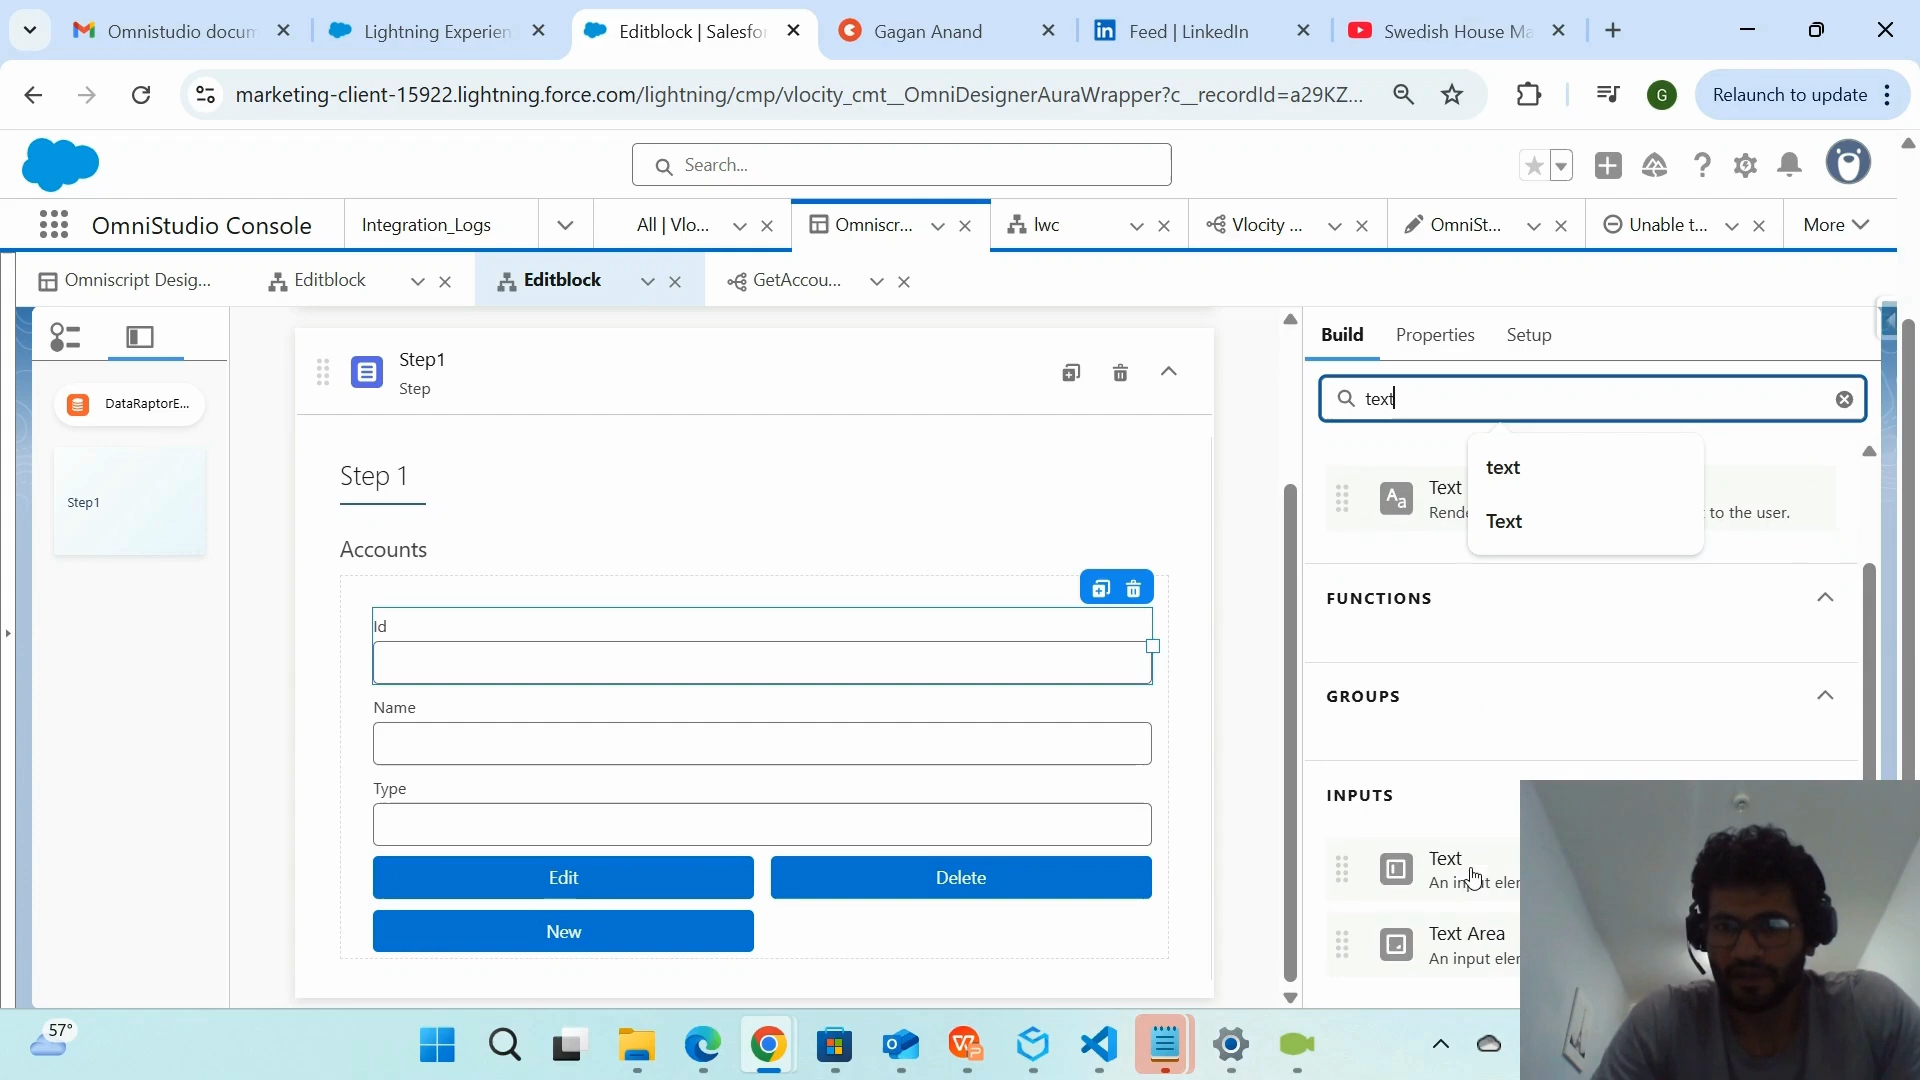 Omnistudio docum
Lightning Experien
Editblock | Salesfo
Gagan Anand
Feed | LinkedIn
Swedish House Ma
marketing-client-15922.lightning.force.com/lightning/cmp/vlocity_cmt__OmniDesignerAuraWrapper?c__recordId=a29KZ...
G
Relaunch to update
Search...
OmniStudio Console
Integration_Logs
All | Vlo...
Omniscr...
lwc
Vlocity ...
OmniSt...
Unable t...
More
Omniscript Desig...
Editblock
Editblock
GetAccou...
Build
Properties
Setup
DataRaptorE...
Step1
Step1
Step
Step 1
Accounts
Id
Name
Type
Edit
Delete
New
text
text
Text
Text
Rende
to the user.
FUNCTIONS
GROUPS
INPUTS
Text
An input elen
Text Area
An input elen
57°